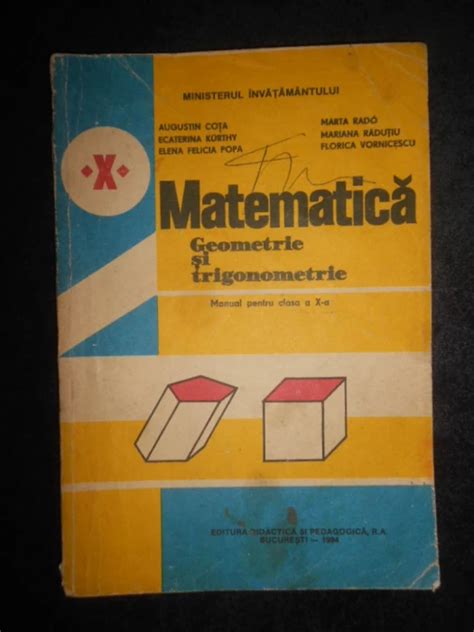 MINISTERUL ÎNVĂȚĂMÂNTULUI
AUGUSTIN COȚA
ECATERINA KURTHY
ELENA FELICIA POPA
MARTA RADÓ
MARIANA RĂDUȚIU
FLORICA VORNICESCU
·X·
Matematică
Geometrie
și
trigonometrie
Manual pentru clasa a X-a
EDITURA DIDACTICĂ ȘI PEDAGOGICĂ, R.A.
BUCUREȘTI — 1994